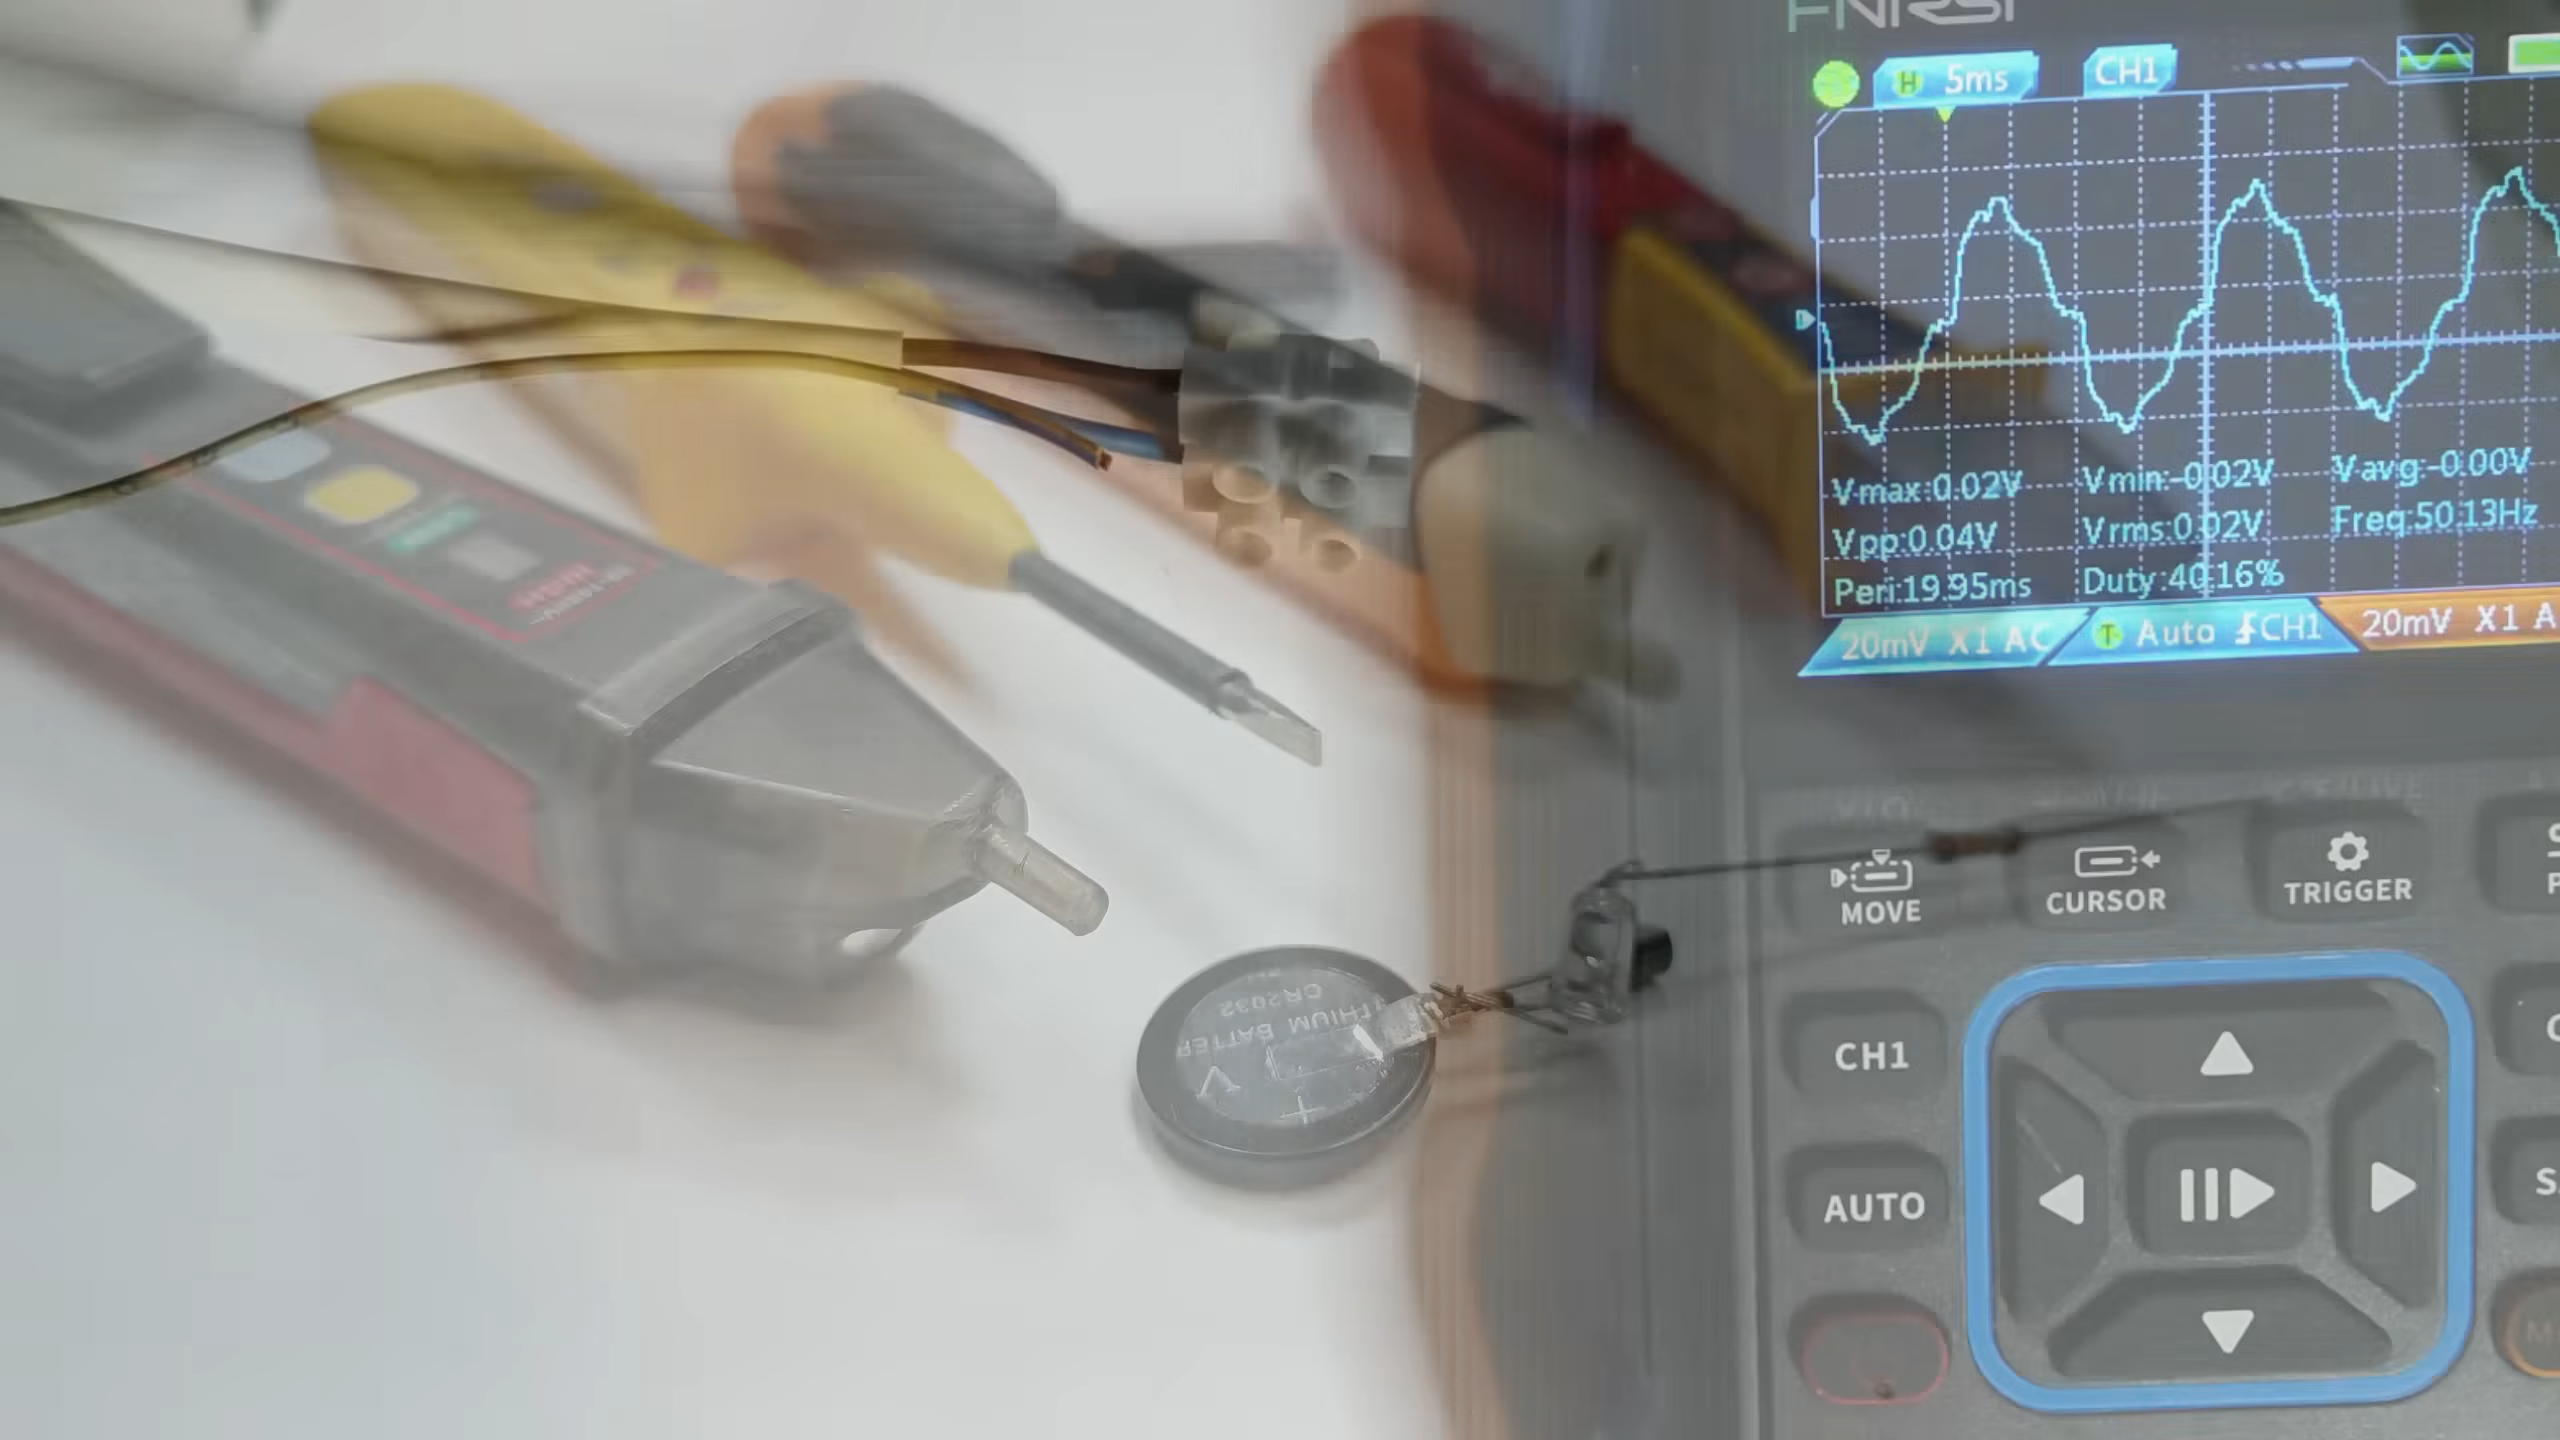 FNIRSI
H 5ms CH1
Vmax:0.02V Vmin:-0.02V Vavg:-0.00V
Vpp:0.04V Vrms:0.02V Freq:50.13Hz
Peri:19.95ms Duty:40.16%
20mV X1 AC T Auto CH1 20mV X1 A
MOVE CURSOR TRIGGER
CH1
AUTO
CR2032
LITHIUM BATTER
+